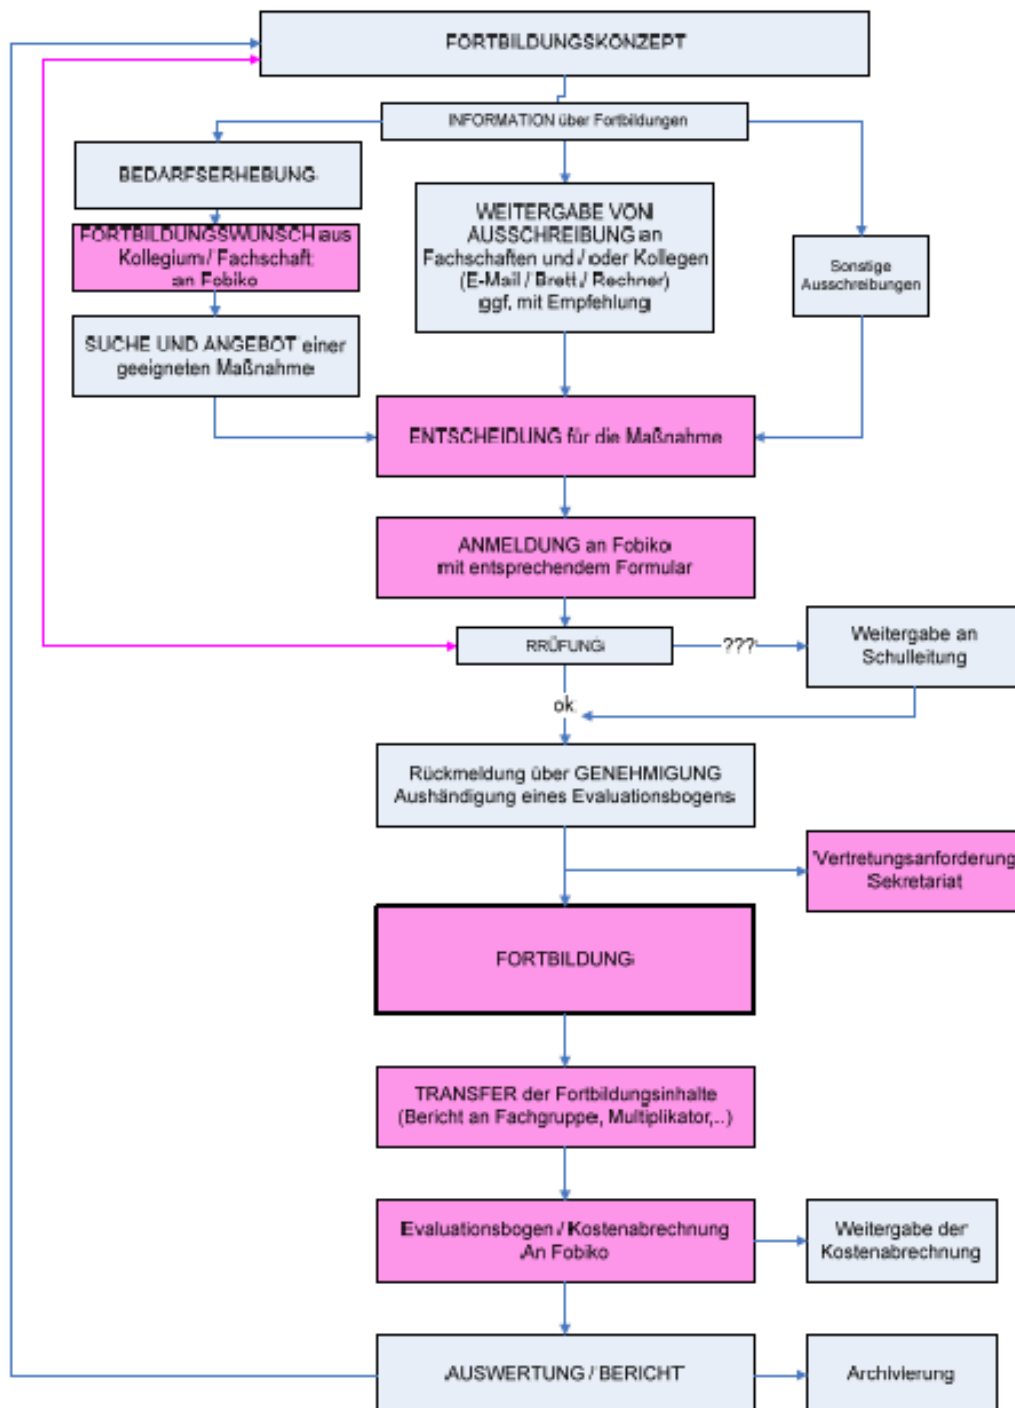 FORTBILDUNGSKONZEPT
INFORMATION über Fortbildungen
BEDARFSERHEBUNG
FORTBILDUNGSWUNSCH aus
Kollegium / Fachschaft
an Fobiko
SUCHE UND ANGEBOT einer
geeigneten Maßnahme
WEITERGABE VON
AUSSCHREIBUNG an
Fachschaften und / oder Kollegen
(E-Mail / Brett / Rechner)
ggf. mit Empfehlung
Sonstige
Ausschreibungen
ENTSCHEIDUNG für die Maßnahme
ANMELDUNG an Fobiko
mit entsprechendem Formular
RRÜFUNG
???
Weitergabe an
Schulleitung
ok
Rückmeldung über GENEHMIGUNG
Aushändigung eines Evaluationsbogens
Vertretungsanforderung
Sekretariat
FORTBILDUNG
TRANSFER der Fortbildungsinhalte
(Bericht an Fachgruppe, Multiplikator,..)
Evaluationsbogen / Kostenabrechnung
An Fobiko
Weitergabe der
Kostenabrechnung
AUSWERTUNG / BERICHT
Archivierung